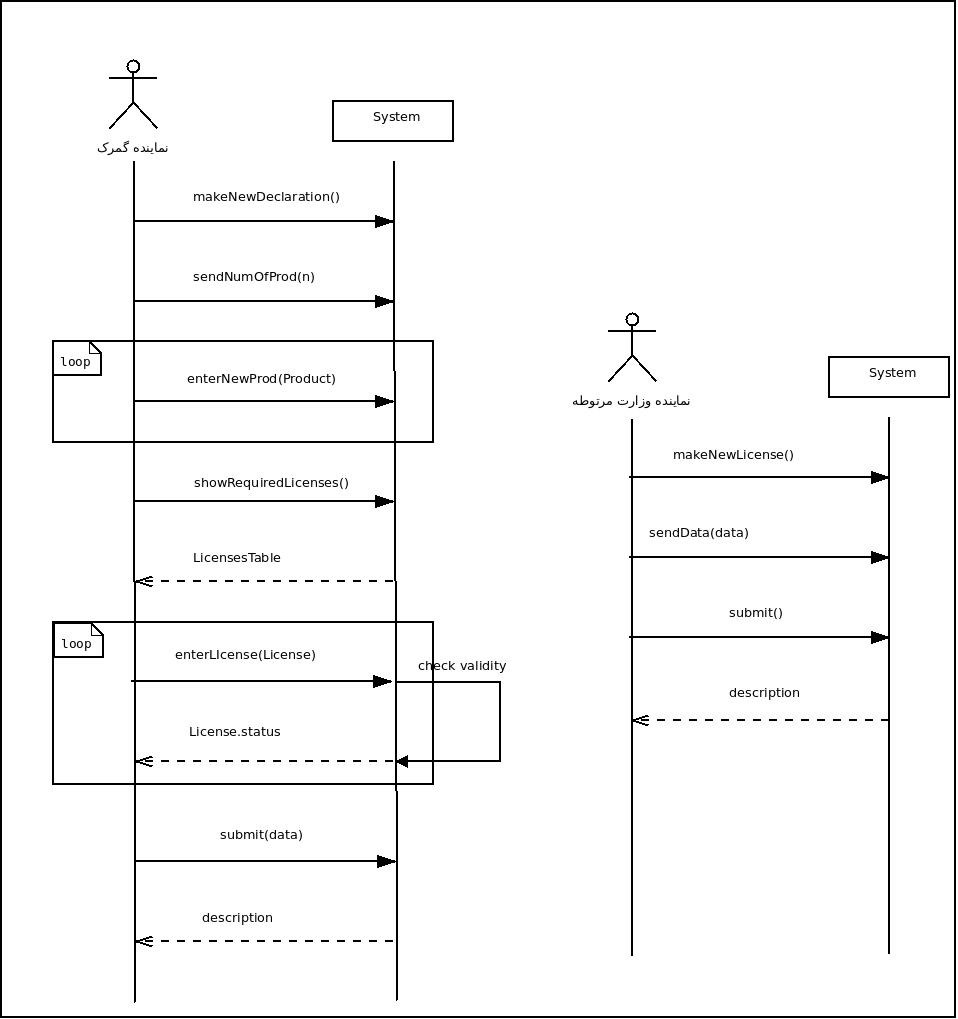 نماینده گمرک
System
makeNewDeclaration()
sendNumOfProd(n)
loop
enterNewProd(Product)
showRequiredLicenses()
LicensesTable
loop
enterLIcense(License)
check validity
License.status
submit(data)
description
نماینده وزارت مرتوطه
System
makeNewLicense()
sendData(data)
submit()
description